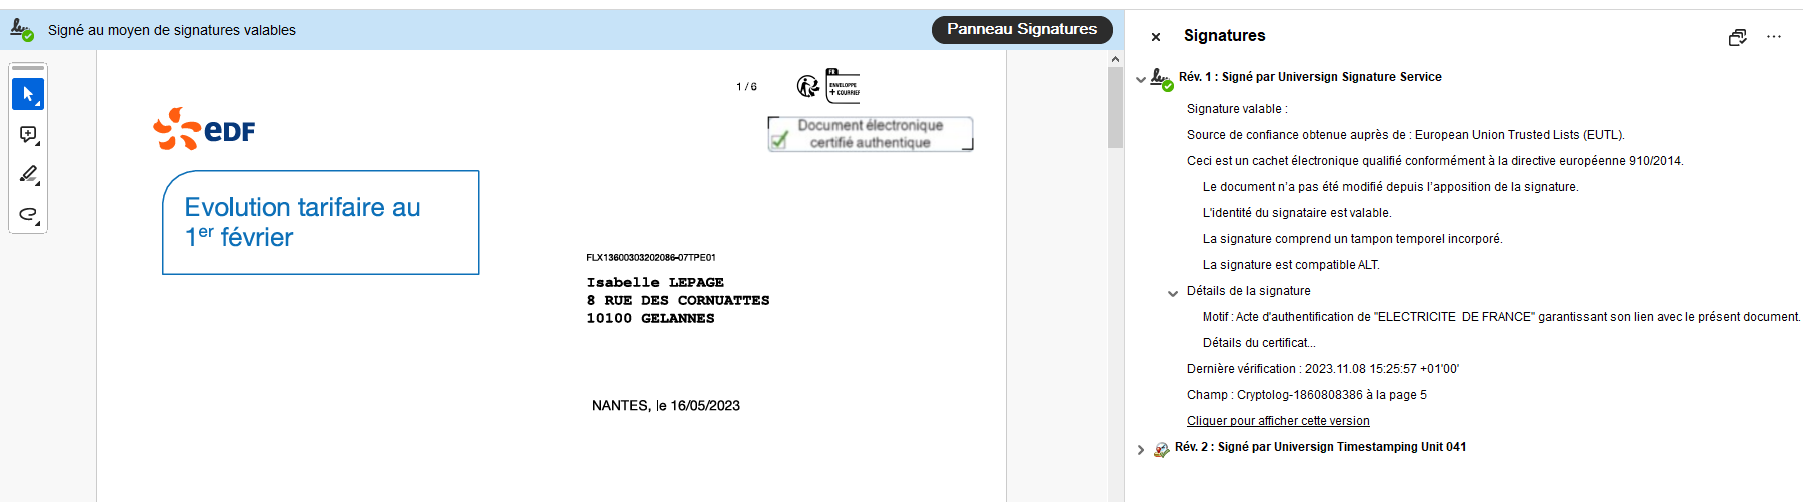 Signé au moyen de signatures valables
Panneau Signatures
1 / 6
FR
ENVELOPPE
+ COURRIER
edf
Document électronique
certifié authentique
Evolution tarifaire au
1er février
FLX13600303202086-07TPE01
Isabelle LEPAGE
8 RUE DES CORNUATTES
10100 GELANNES
NANTES, le 16/05/2023
Signatures
Rév. 1 : Signé par Universign Signature Service
Signature valable :
Source de confiance obtenue auprès de : European Union Trusted Lists (EUTL).
Ceci est un cachet électronique qualifié conformément à la directive européenne 910/2014.
Le document n'a pas été modifié depuis l'apposition de la signature.
L'identité du signataire est valable.
La signature comprend un tampon temporel incorporé.
La signature est compatible ALT.
Détails de la signature
Motif : Acte d'authentification de "ELECTRICITE DE FRANCE" garantissant son lien avec le présent document.
Détails du certificat...
Dernière vérification : 2023.11.08 15:25:57 +01'00'
Champ : Cryptolog-1860808386 à la page 5
Cliquer pour afficher cette version
Rév. 2 : Signé par Universign Timestamping Unit 041